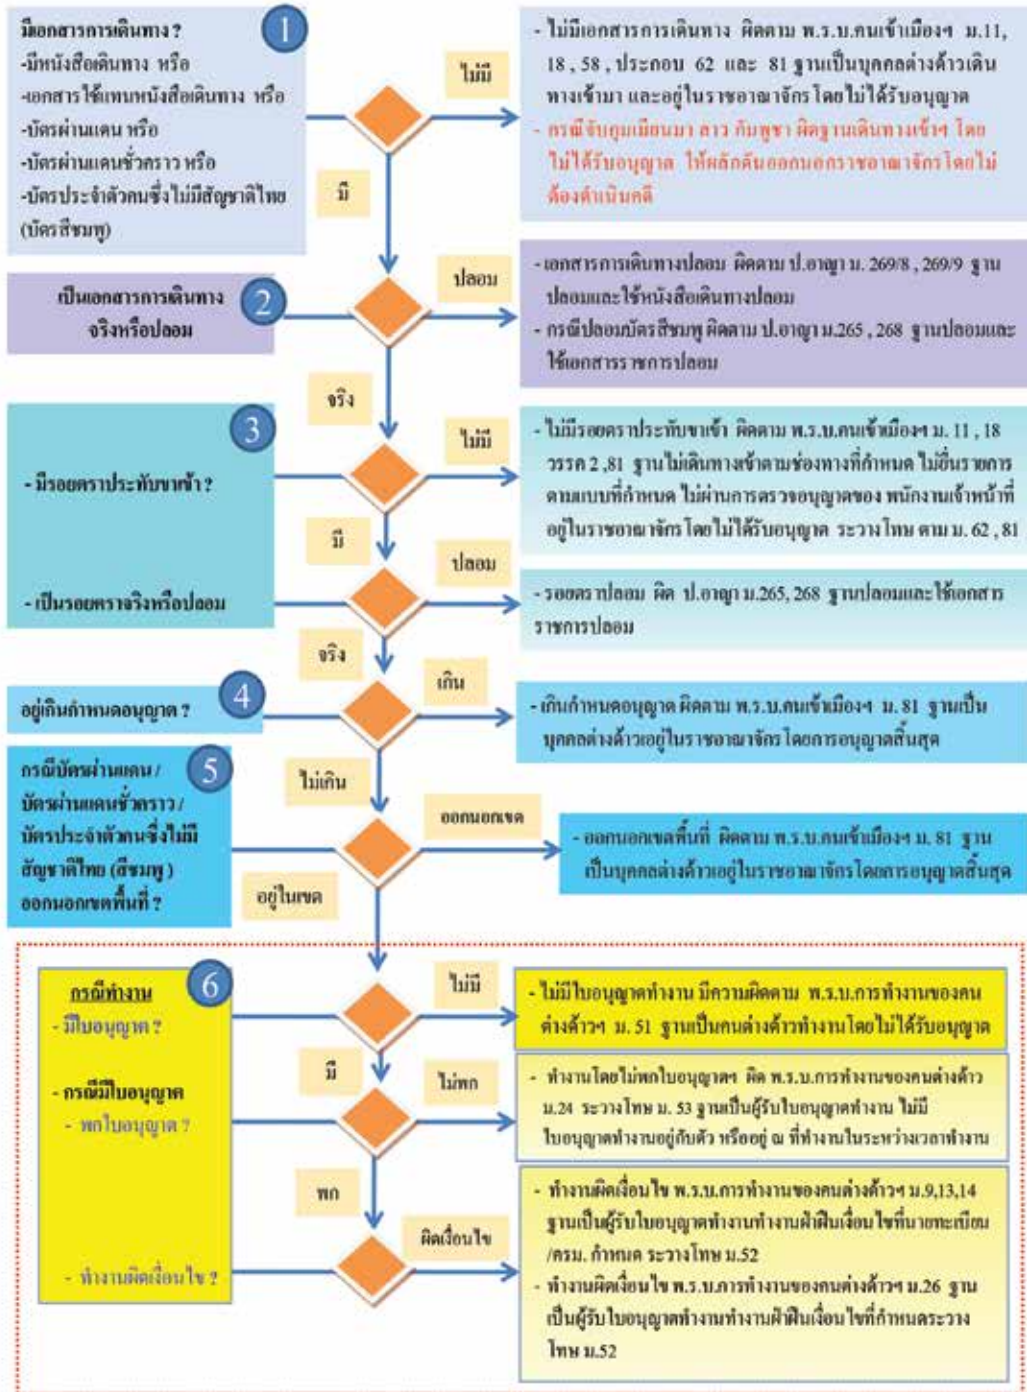 1
มีเอกสารการเดินทาง ?
-มีหนังสือเดินทาง หรือ
-เอกสารใช้แทนหนังสือเดินทาง หรือ
-บัตรผ่านแดน หรือ
-บัตรผ่านแดนชั่วคราว หรือ
-บัตรประจำตัวคนซึ่งไม่มีสัญชาติไทย
(บัตรสีชมพู)
ไม่มี
มี
- ไม่มีเอกสารการเดินทาง ผิดตาม พ.ร.บ.คนเข้าเมืองฯ ม.11,
18 , 58 , ประกอบ 62 และ 81 ฐานเป็นบุคคลต่างด้าวเดิน
ทางเข้ามา และอยู่ในราชอาณาจักรโดยไม่ได้รับอนุญาต
- กรณีจับกุมเมียนมา ลาว กัมพูชา ผิดฐานเดินทางเข้าฯ โดย
ไม่ได้รับอนุญาต ให้ผลักดันออกนอกราชอาณาจักรโดยไม่
ต้องดำเนินคดี
2
เป็นเอกสารการเดินทาง
จริงหรือปลอม
ปลอม
จริง
- เอกสารการเดินทางปลอม ผิดตาม ป.อาญา ม. 269/8 , 269/9 ฐาน
ปลอมและใช้หนังสือเดินทางปลอม
- กรณีปลอมบัตรสีชมพู ผิดตาม ป.อาญา ม.265 , 268 ฐานปลอมและ
ใช้เอกสารราชการปลอม
3
- มีรอยตราประทับขาเข้า ?
ไม่มี
มี
- ไม่มีรอยตราประทับขาเข้า ผิดตาม พ.ร.บ.คนเข้าเมืองฯ ม. 11 , 18
วรรค 2 ,81 ฐานไม่เดินทางเข้าตามช่องทางที่กำหนด ไม่ยื่นรายการ
ตามแบบที่กำหนด ไม่ผ่านการตรวจอนุญาตของ พนักงานเจ้าหน้าที่
อยู่ในราชอาณาจักรโดยไม่ได้รับอนุญาต ระวางโทษ ตาม ม. 62 , 81
- เป็นรอยตราจริงหรือปลอม
ปลอม
จริง
- รอยตราปลอม ผิด ป.อาญา ม.265, 268 ฐานปลอมและใช้เอกสาร
ราชการปลอม
4
อยู่เกินกำหนดอนุญาต ?
เกิน
ไม่เกิน
- เกินกำหนดอนุญาต ผิดตาม พ.ร.บ.คนเข้าเมืองฯ ม. 81 ฐานเป็น
บุคคลต่างด้าวเอยู่ในราชอาณาจักรโดยการอนุญาตสิ้นสุด
5
กรณีบัตรผ่านแดน /
บัตรผ่านแดนชั่วคราว /
บัตรประจำตัวคนซึ่งไม่มี
สัญชาติไทย (สีชมพู )
ออกนอกเขตพื้นที่ ?
ออกนอกเขต
อยู่ในเขต
- ออกนอกเขตพื้นที่ ผิดตาม พ.ร.บ.คนเข้าเมืองฯ ม. 81 ฐาน
เป็นบุคคลต่างด้าวเอยู่ในราชอาณาจักรโดยการอนุญาตสิ้นสุด
6
กรณีทำงาน
- มีใบอนุญาต ?
ไม่มี
มี
- ไม่มีใบอนุญาตทำงาน มีความผิดตาม พ.ร.บ.การทำงานของคน
ต่างด้าวฯ ม. 51 ฐานเป็นคนต่างด้าวทำงานโดยไม่ได้รับอนุญาต
- กรณีมีใบอนุญาต
- พกใบอนุญาต ?
ไม่พก
พก
- ทำงานโดยไม่พกใบอนุญาตฯ ผิด พ.ร.บ.การทำงานของคนต่างด้าว
ม.24 ระวางโทษ ม. 53 ฐานเป็นผู้รับใบอนุญาตทำงาน ไม่มี
ใบอนุญาตทำงานอยู่กับตัว หรืออยู่ ณ ที่ทำงานในระหว่างเวลาทำงาน
- ทำงานผิดเงื่อนไข ?
ผิดเงื่อนไข
- ทำงานผิดเงื่อนไข พ.ร.บ.การทำงานของคนต่างด้าวฯ ม.9,13,14
ฐานเป็นผู้รับใบอนุญาตทำงานทำงานฝ่าฝืนเงื่อนไขที่นายทะเบียน
/ครม. กำหนด ระวางโทษ ม.52
- ทำงานผิดเงื่อนไข พ.ร.บ.การทำงานของคนต่างด้าวฯ ม.26 ฐาน
เป็นผู้รับใบอนุญาตทำงานทำงานฝ่าฝืนเงื่อนไขที่กำหนดระวาง
โทษ ม.52